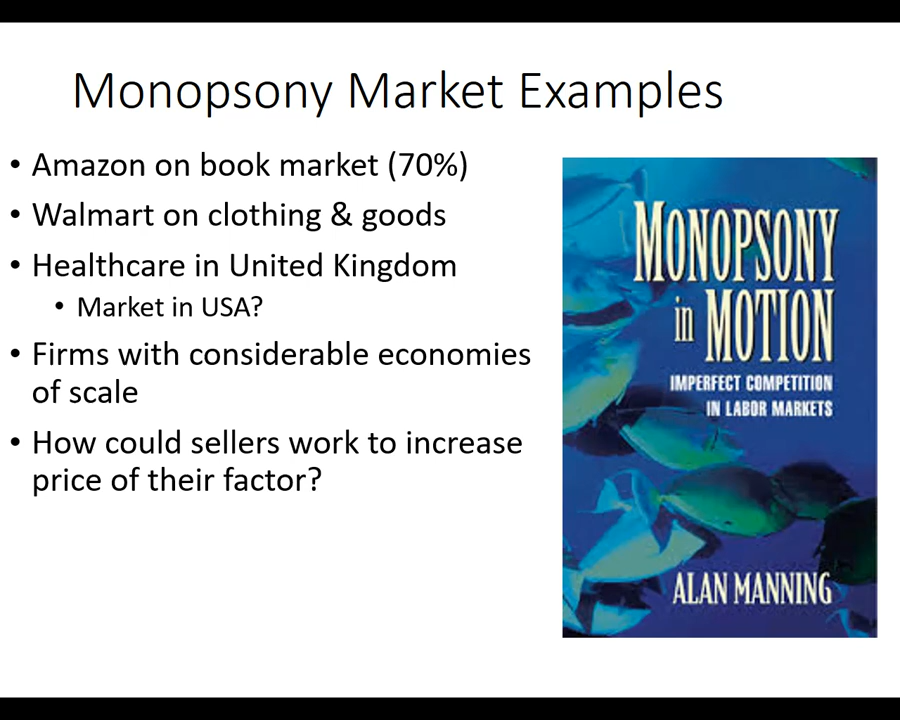 Monopsony Market Examples
• Amazon on book market (70%)
• Walmart on clothing & goods
• Healthcare in United Kingdom
• Market in USA?
• Firms with considerable economies
of scale
• How could sellers work to increase
price of their factor?
MONOPSONY
in MOTION
IMPERFECT COMPETITION
IN LABOR MARKETS
ALAN MANNING